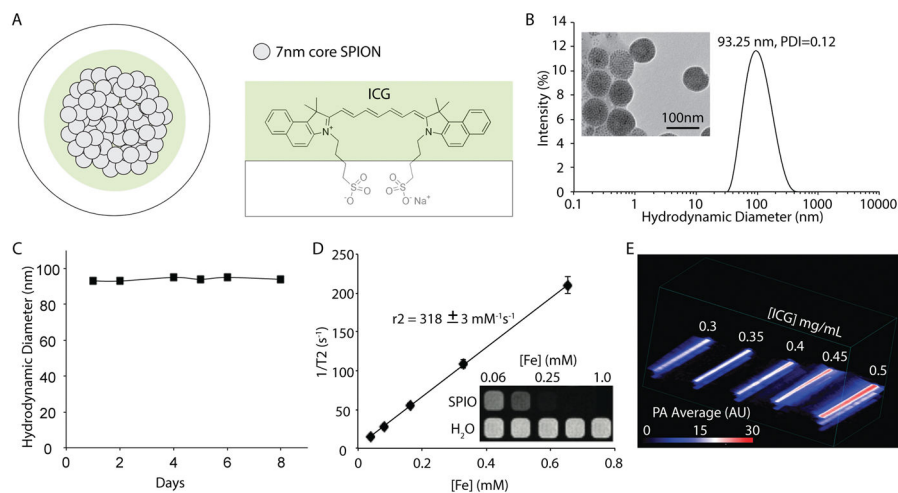 A
7nm core SPION
ICG
N+
N
S
O
O
-O
S
O
O
O- Na+
B
Intensity (%)
14
12
10
8
6
4
2
0
93.25 nm, PDI=0.12
100nm
0.1
1
10
100
1000
10000
Hydrodynamic Diameter (nm)
C
Hydrodynamic Diameter (nm)
100
80
60
40
20
0
0
2
4
6
8
Days
D
1/T2 (s-1)
250
200
150
100
50
0
r2 = 318 ± 3 mM-1s-1
[Fe] (mM)
0.06
0.25
1.0
SPIO
H2O
0.0
0.2
0.4
0.6
0.8
[Fe] (mM)
E
[ICG] mg/mL
0.3
0.35
0.4
0.45
0.5
PA Average (AU)
0
15
30